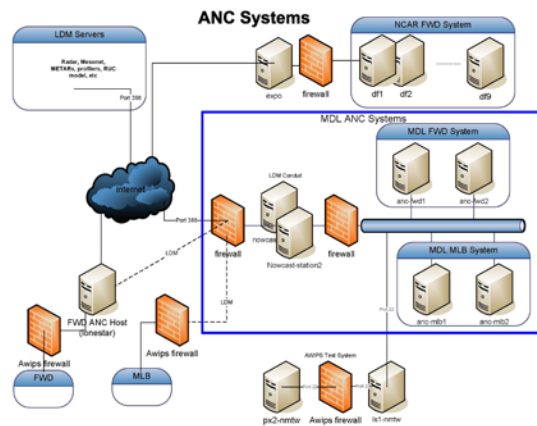 ANC Systems
LDM Servers
Radar, Mesonet,
METARs, profilers, RUC
model, etc
Port 388
expo
firewall
NCAR FWD System
df1
df2
df9
MDL ANC Systems
MDL FWD System
anc-fwd1
anc-fwd2
Internet
Port 388
LDM Conduit
firewall
nowcas
Nowcast-station2
firewall
MDL MLB System
anc-mlb1
anc-mlb2
LDM
LDM
FWD ANC Host
(lonestar)
Awips firewall
FWD
Awips firewall
MLB
Port 22
AWIPS Test System
px2-nmtw
Awips firewall
ls1-nmtw